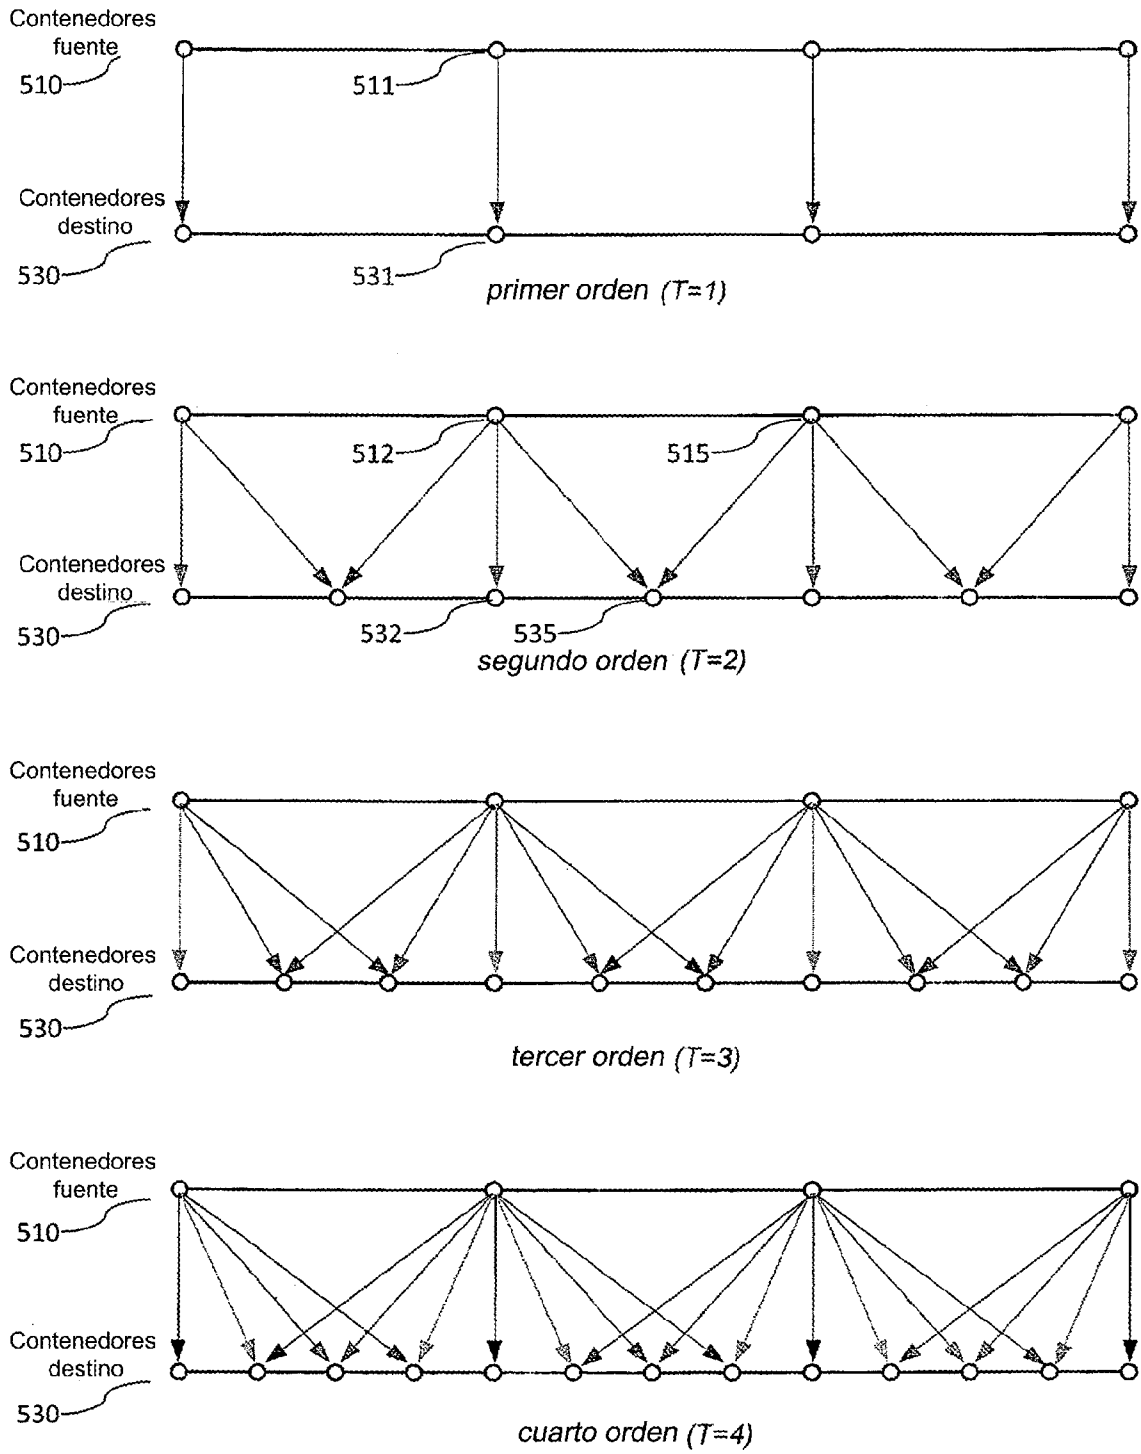 Contenedores
fuente
510
511
Contenedores
destino
530
531
primer orden (T=1)
Contenedores
fuente
510
512
515
Contenedores
destino
530
532
535
segundo orden (T=2)
Contenedores
fuente
510
Contenedores
destino
530
tercer orden (T=3)
Contenedores
fuente
510
Contenedores
destino
530
cuarto orden (T=4)